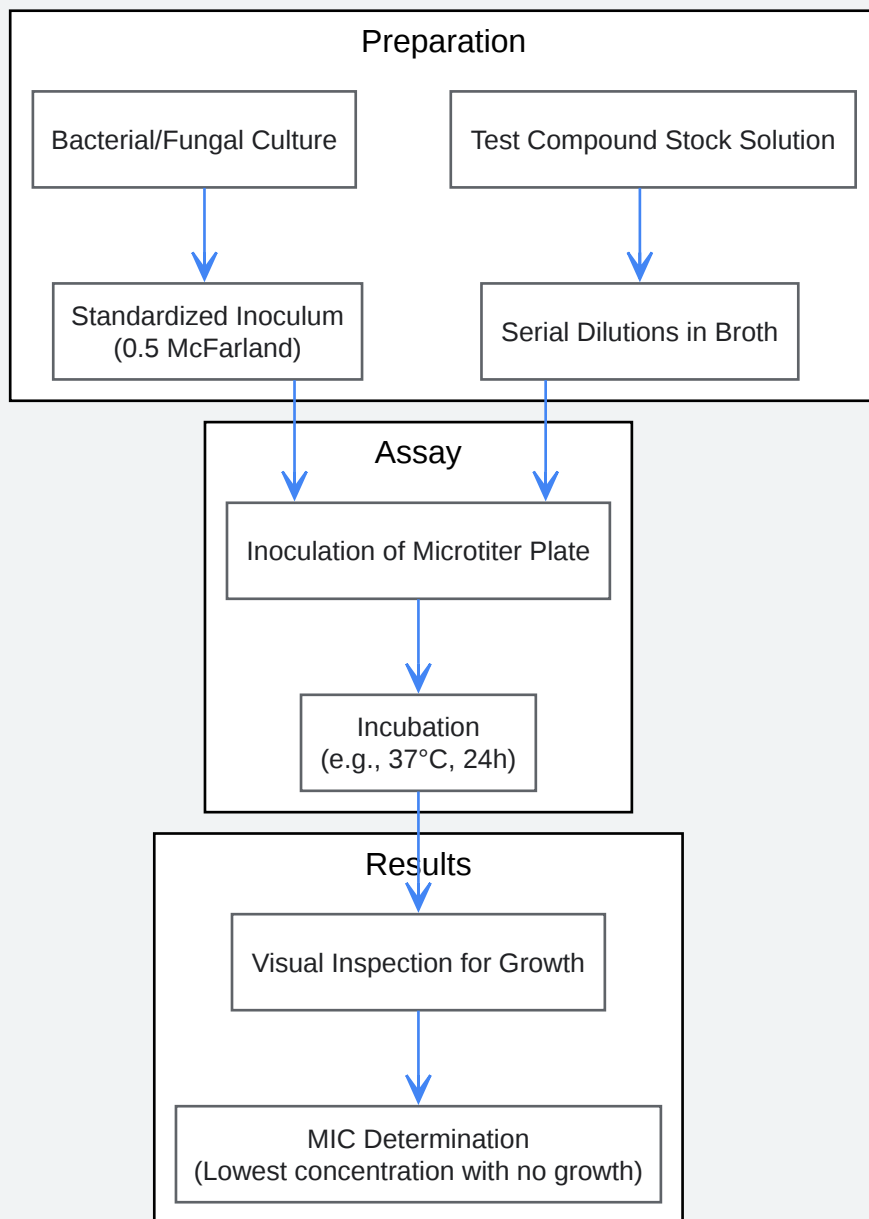 Preparation
Bacterial/Fungal Culture
Test Compound Stock Solution
Standardized Inoculum
(0.5 McFarland)
Serial Dilutions in Broth
Assay
Inoculation of Microtiter Plate
Incubation
(e.g., 37°C, 24h)
Results
Visual Inspection for Growth
MIC Determination
(Lowest concentration with no growth)